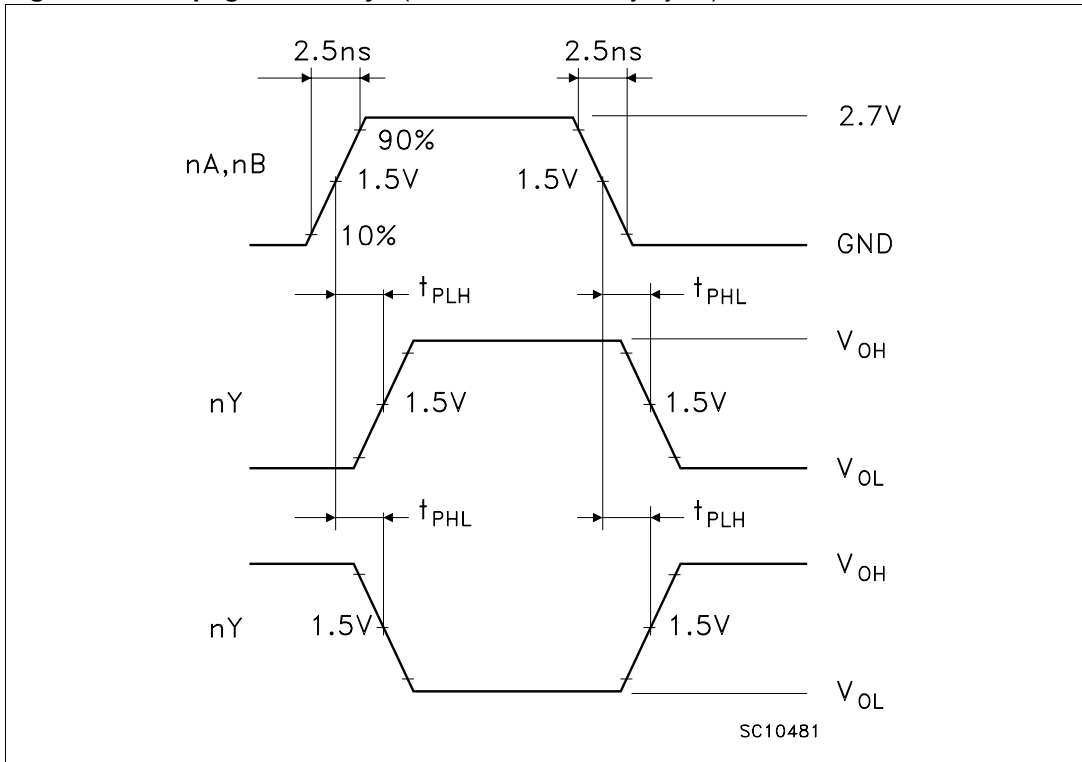 2.5ns 2.5ns
2.7V
90%
nA,nB 1.5V 1.5V
10% GND
tPLH tPHL
VOH
nY 1.5V 1.5V
VOL
tPHL tPLH
VOH
nY 1.5V 1.5V
VOL
SC10481